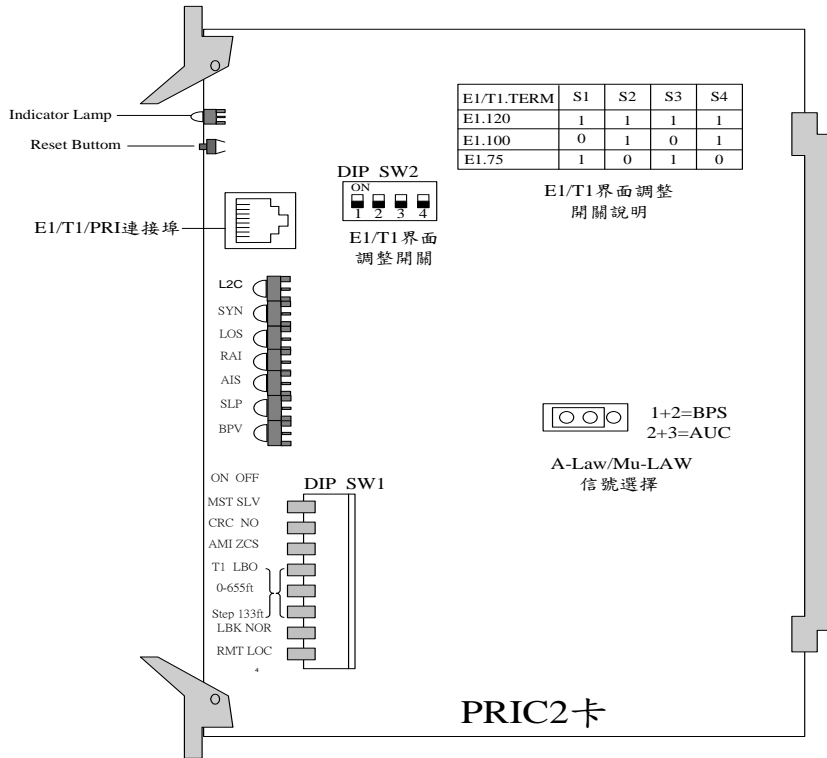 Indicator Lamp
Reset Buttom
E1/T1/PRI連接埠
DIP SW2
ON
1 2 3 4
E1/T1界面
調整開關
E1/T1.TERM S1 S2 S3 S4
E1.120 1 1 1 1
E1.100 0 1 0 1
E1.75 1 0 1 0
E1/T1界面調整
開關說明
L2C
SYN
LOS
RAI
AIS
SLP
BPV
1+2=BPS
2+3=AUC
A-Law/Mu-LAW
信號選擇
ON OFF
DIP SW1
MST SLV
CRC NO
AMI ZCS
T1 LBO
0-655ft
Step 133ft
LBK NOR
RMT LOC
4
PRIC2卡